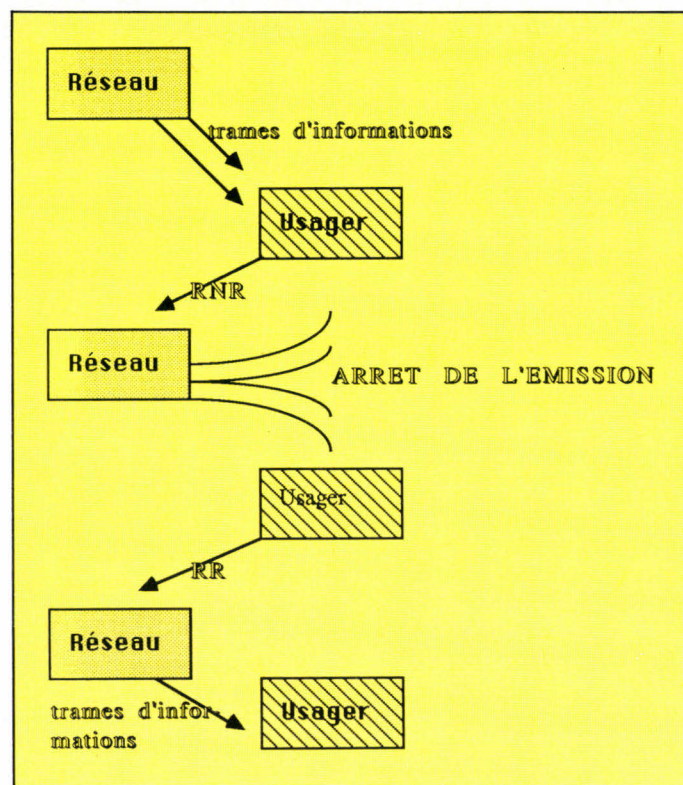 Réseau
trames d'informations
Usager
RNR
Réseau
ARRET DE L'EMISSION
Usager
RR
Réseau
trames d'infor-
mations
Usager